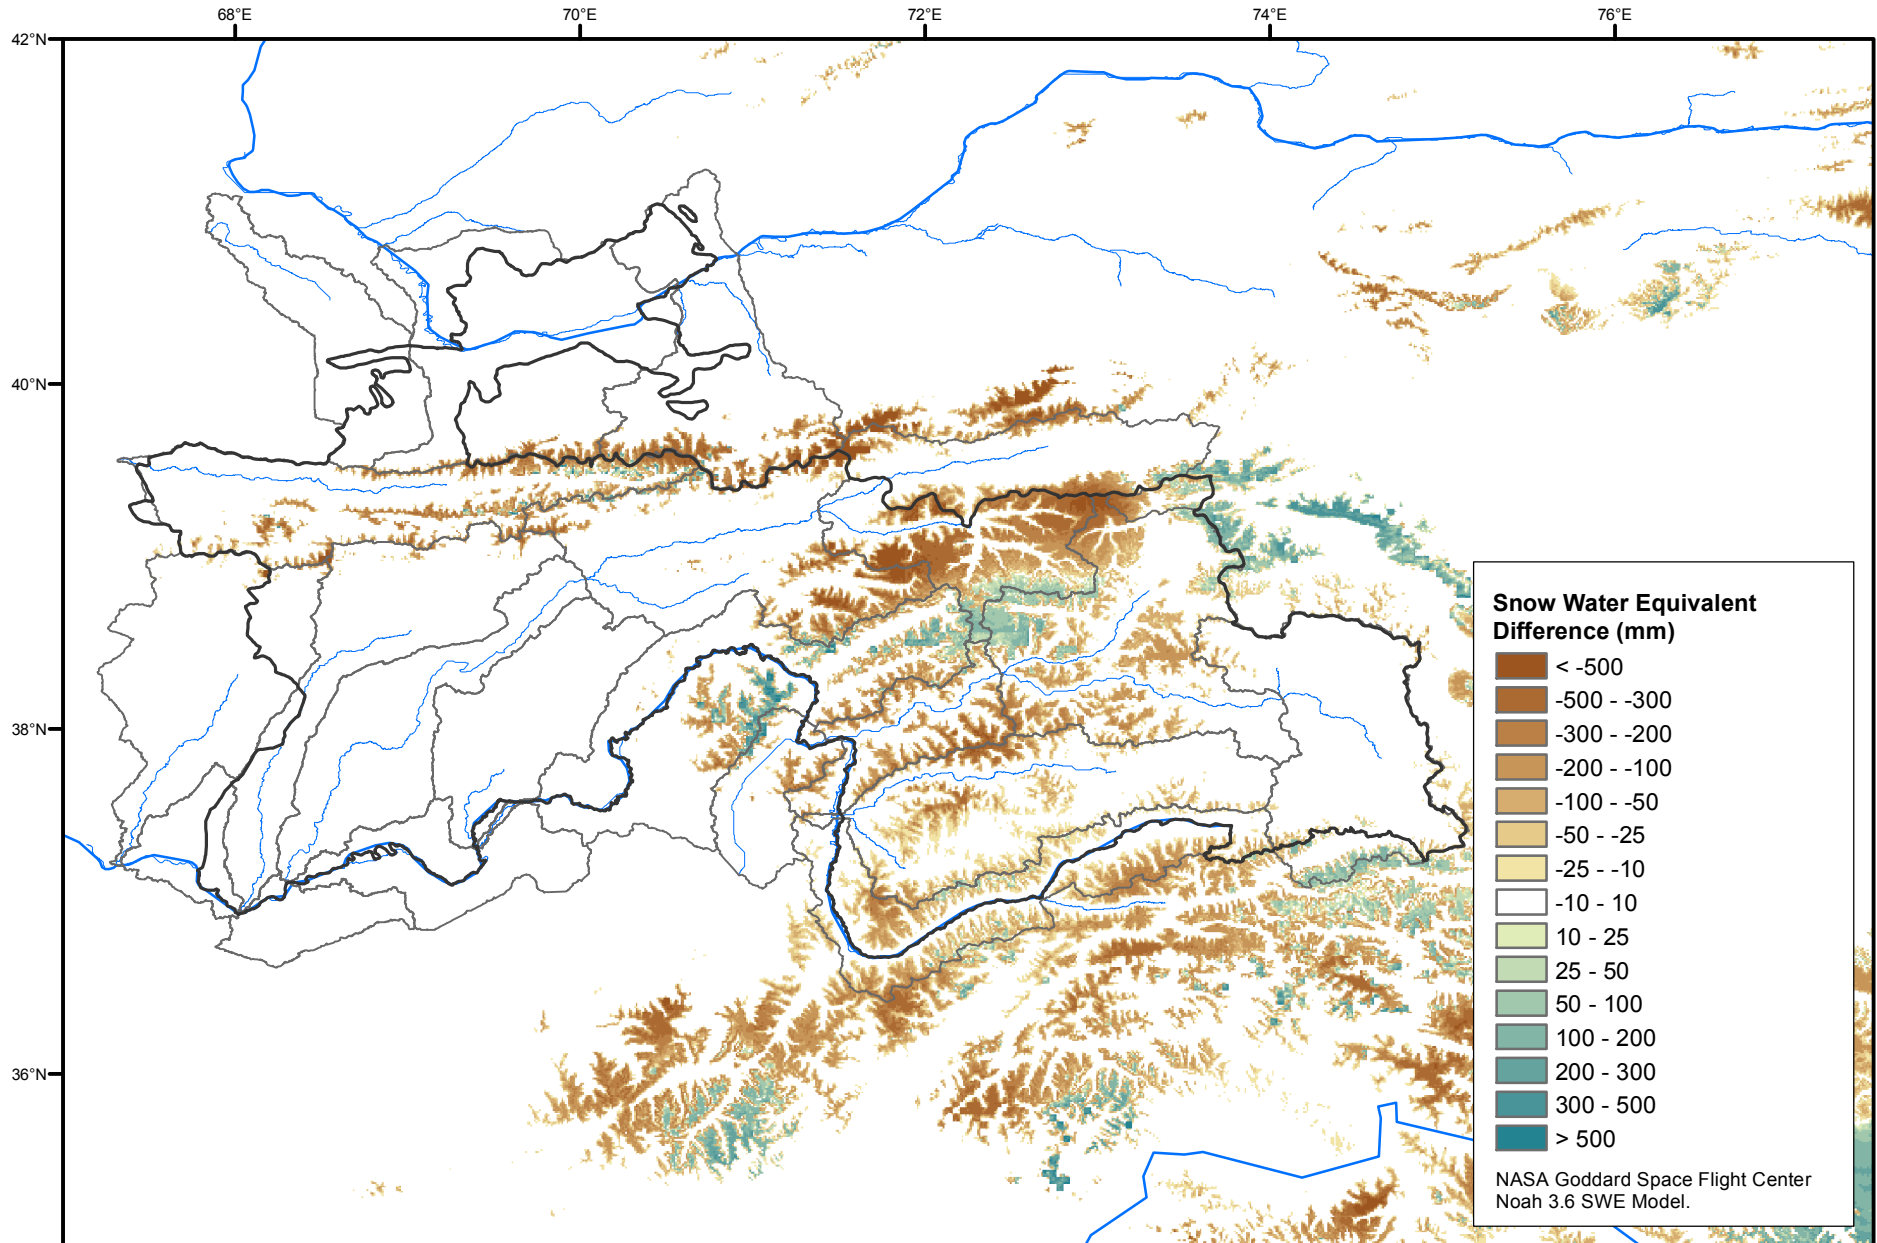 68°E
70°E
72°E
74°E
76°E
42°N
40°N
38°N
36°N
Snow Water Equivalent
Difference (mm)
< -500
-500 - -300
-300 - -200
-200 - -100
-100 - -50
-50 - -25
-25 - -10
-10 - 10
10 - 25
25 - 50
50 - 100
100 - 200
200 - 300
300 - 500
> 500
NASA Goddard Space Flight Center
Noah 3.6 SWE Model.